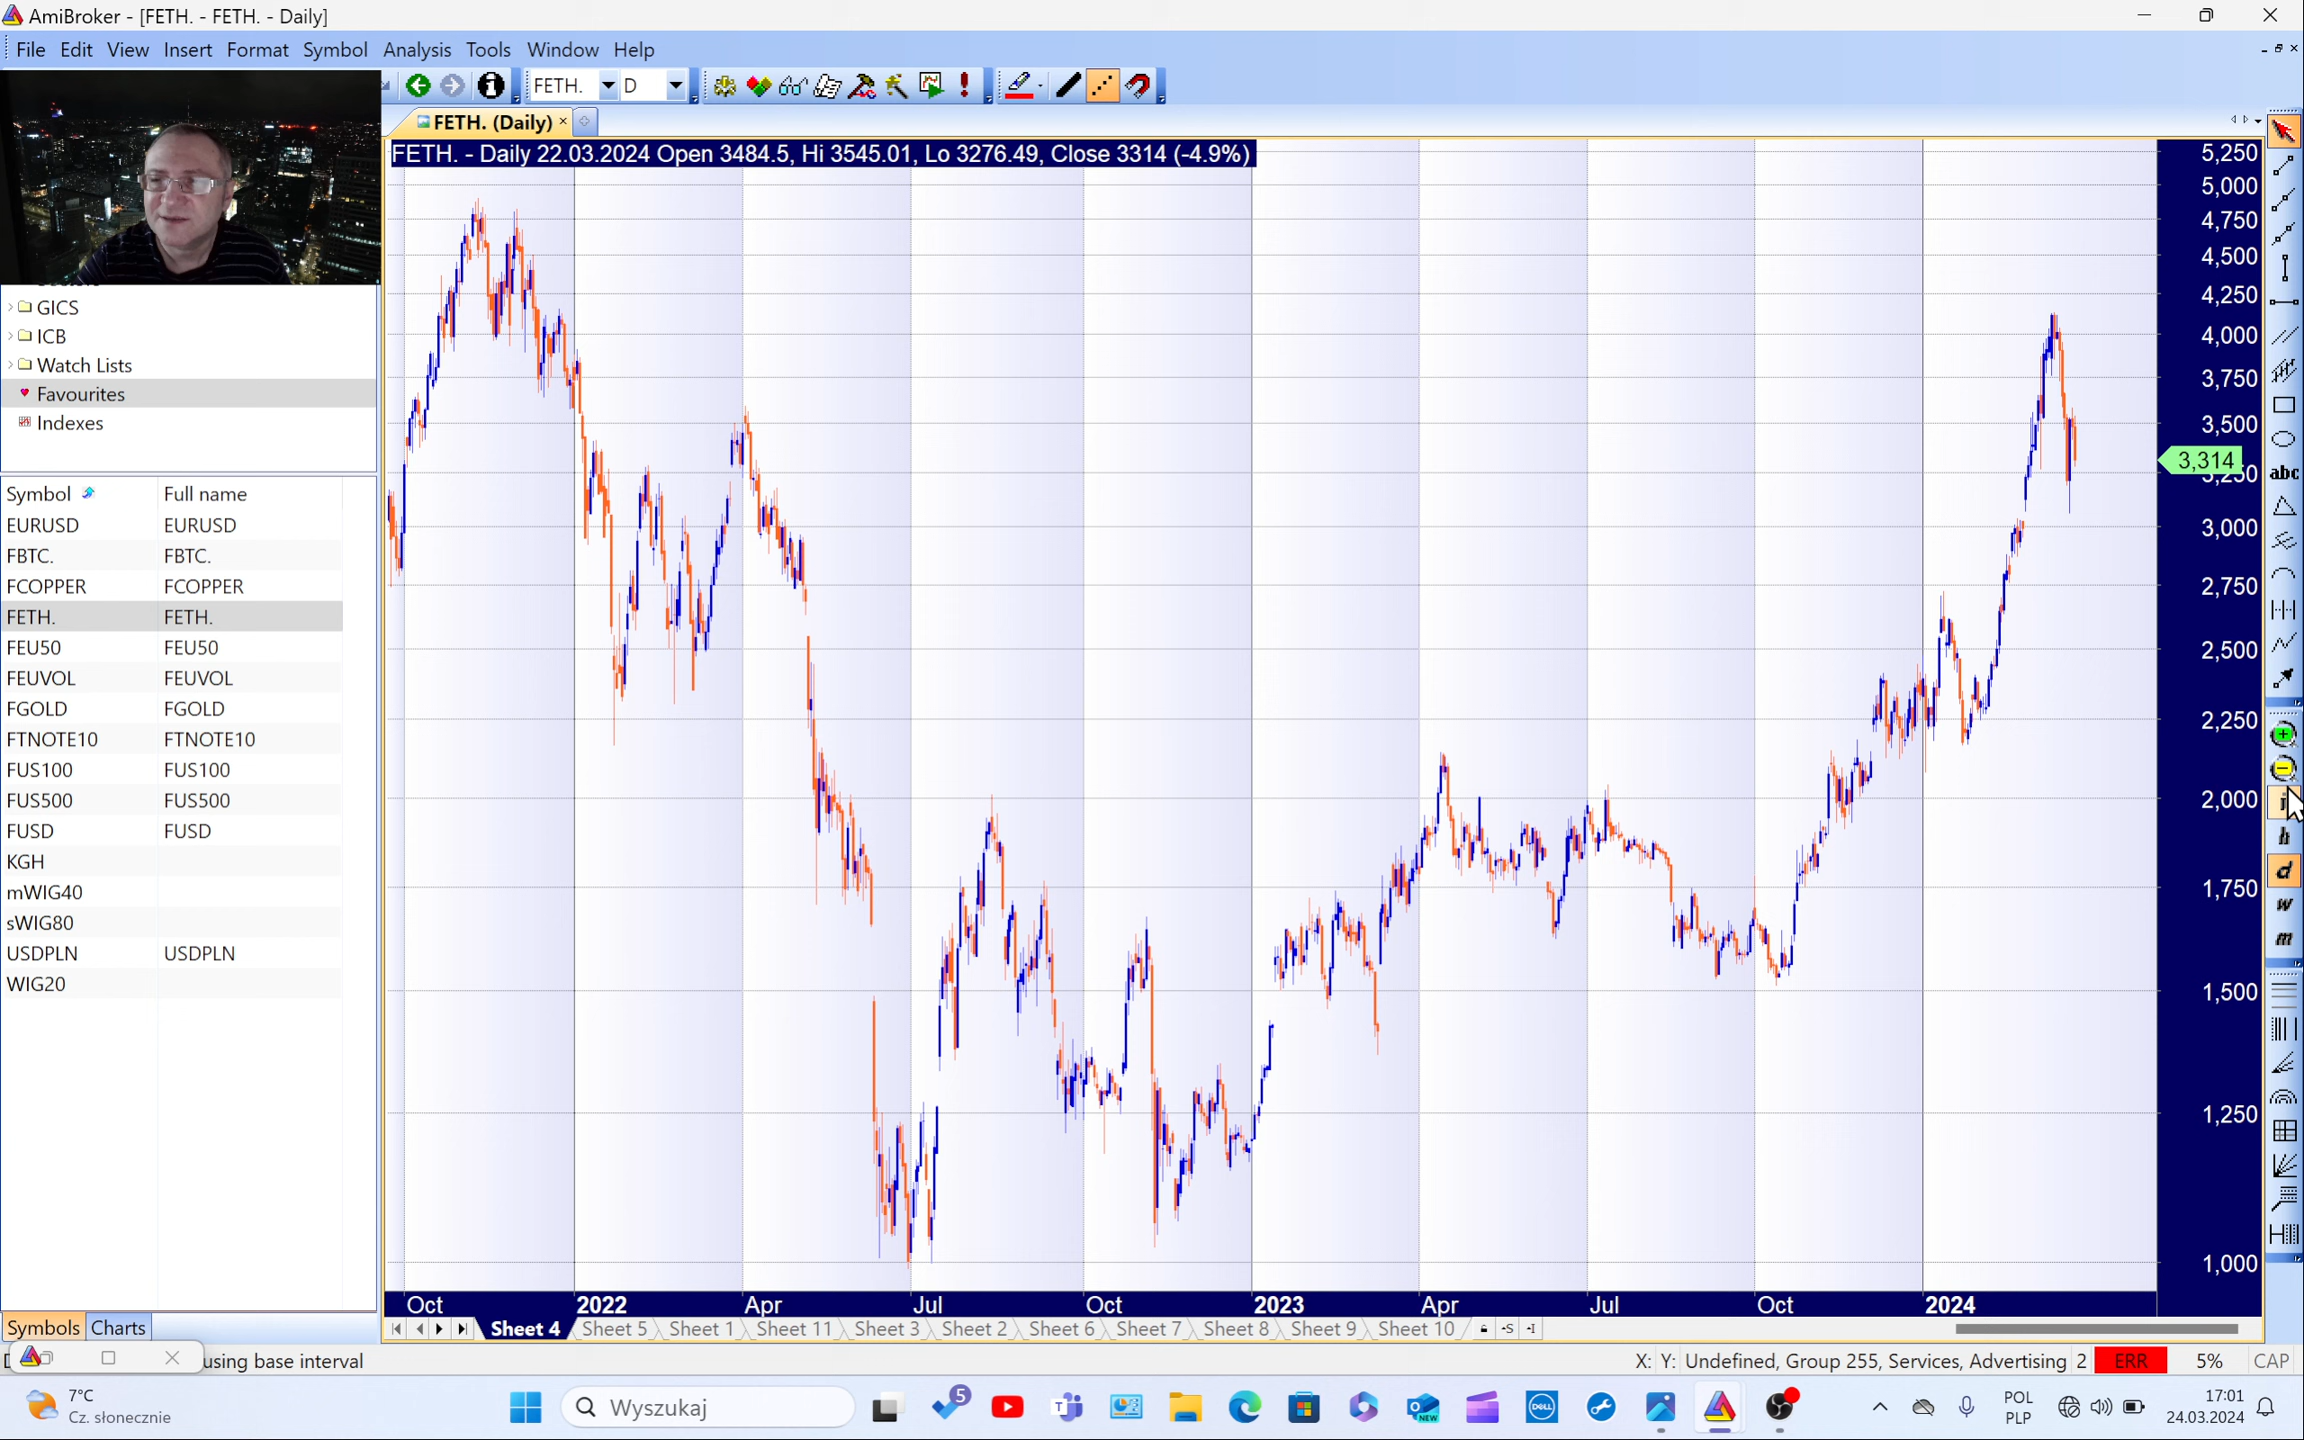 AmiBroker - [FETH. - FETH. - Daily]
File Edit View Insert Format Symbol Analysis Tools Window Help
FETH. D
FETH. (Daily)
FETH. - Daily 22.03.2024 Open 3484.5, Hi 3545.01, Lo 3276.49, Close 3314 (-4.9%)
GICS
ICB
Watch Lists
Favourites
Indexes
Symbol Full name
EURUSD EURUSD
FBTC. FBTC.
FCOPPER FCOPPER
FETH. FETH.
FEU50 FEU50
FEUVOL FEUVOL
FGOLD FGOLD
FTNOTE10 FTNOTE10
FUS100 FUS100
FUS500 FUS500
FUSD FUSD
KGH
mWIG40
sWIG80
USDPLN USDPLN
WIG20
Symbols Charts
5,250
5,000
4,750
4,500
4,250
4,000
3,750
3,500
3,314
3,000
2,750
2,500
2,250
2,000
1,750
1,500
1,250
1,000
abc
i
h
d
w
m
Oct 2022 Apr Jul Oct 2023 Apr Jul Oct 2024
Sheet 4 Sheet 5 Sheet 1 Sheet 11 Sheet 3 Sheet 2 Sheet 6 Sheet 7 Sheet 8 Sheet 9 Sheet 10
using base interval
X: Y: Undefined, Group 255, Services, Advertising 2 ERR 5% CAP
7°C
Cz. słonecznie
Wyszukaj
5
NEW
DELL
POL
PLP
17:01
24.03.2024